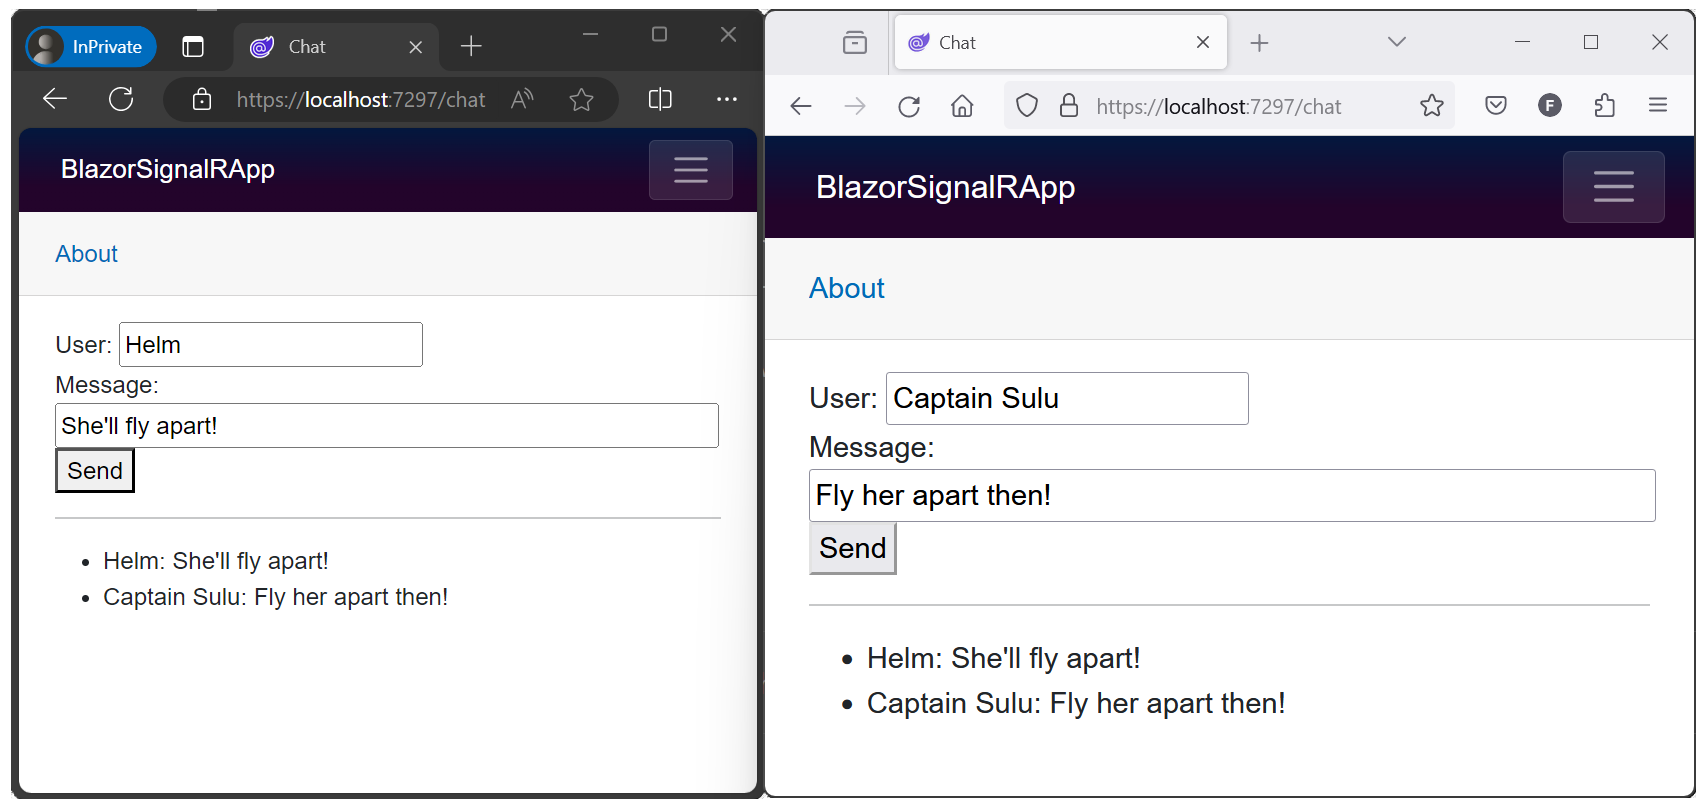 InPrivate
Chat
https://localhost:7297/chat
BlazorSignalRApp
About
User: Helm
Message:
She'll fly apart!
Send
Helm: She'll fly apart!
Captain Sulu: Fly her apart then!
Chat
https://localhost:7297/chat
F
BlazorSignalRApp
About
User: Captain Sulu
Message:
Fly her apart then!
Send
Helm: She'll fly apart!
Captain Sulu: Fly her apart then!